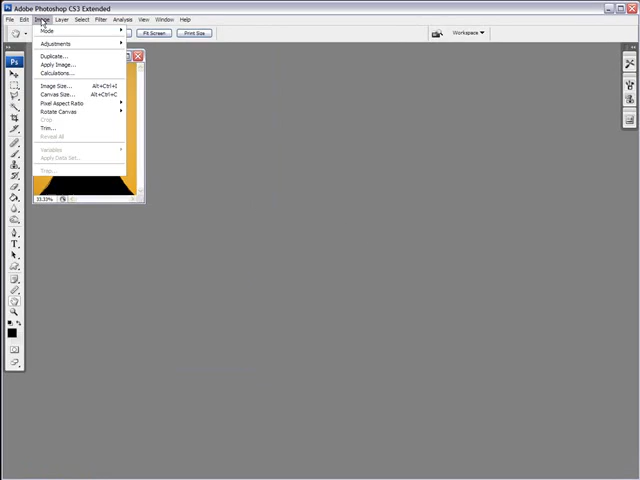 Adobe Photoshop CS3 Extended
File Edit Image Layer Select Filter Analysis View Window Help
Fit Screen Print Size Workspace
Ps
Mode
Adjustments
Duplicate...
Apply Image...
Calculations...
Image Size... Alt+Ctrl+I
Canvas Size... Alt+Ctrl+C
Pixel Aspect Ratio
Rotate Canvas
Crop
Trim...
Reveal All
Variables
Apply Data Set...
Trap...
33.33%